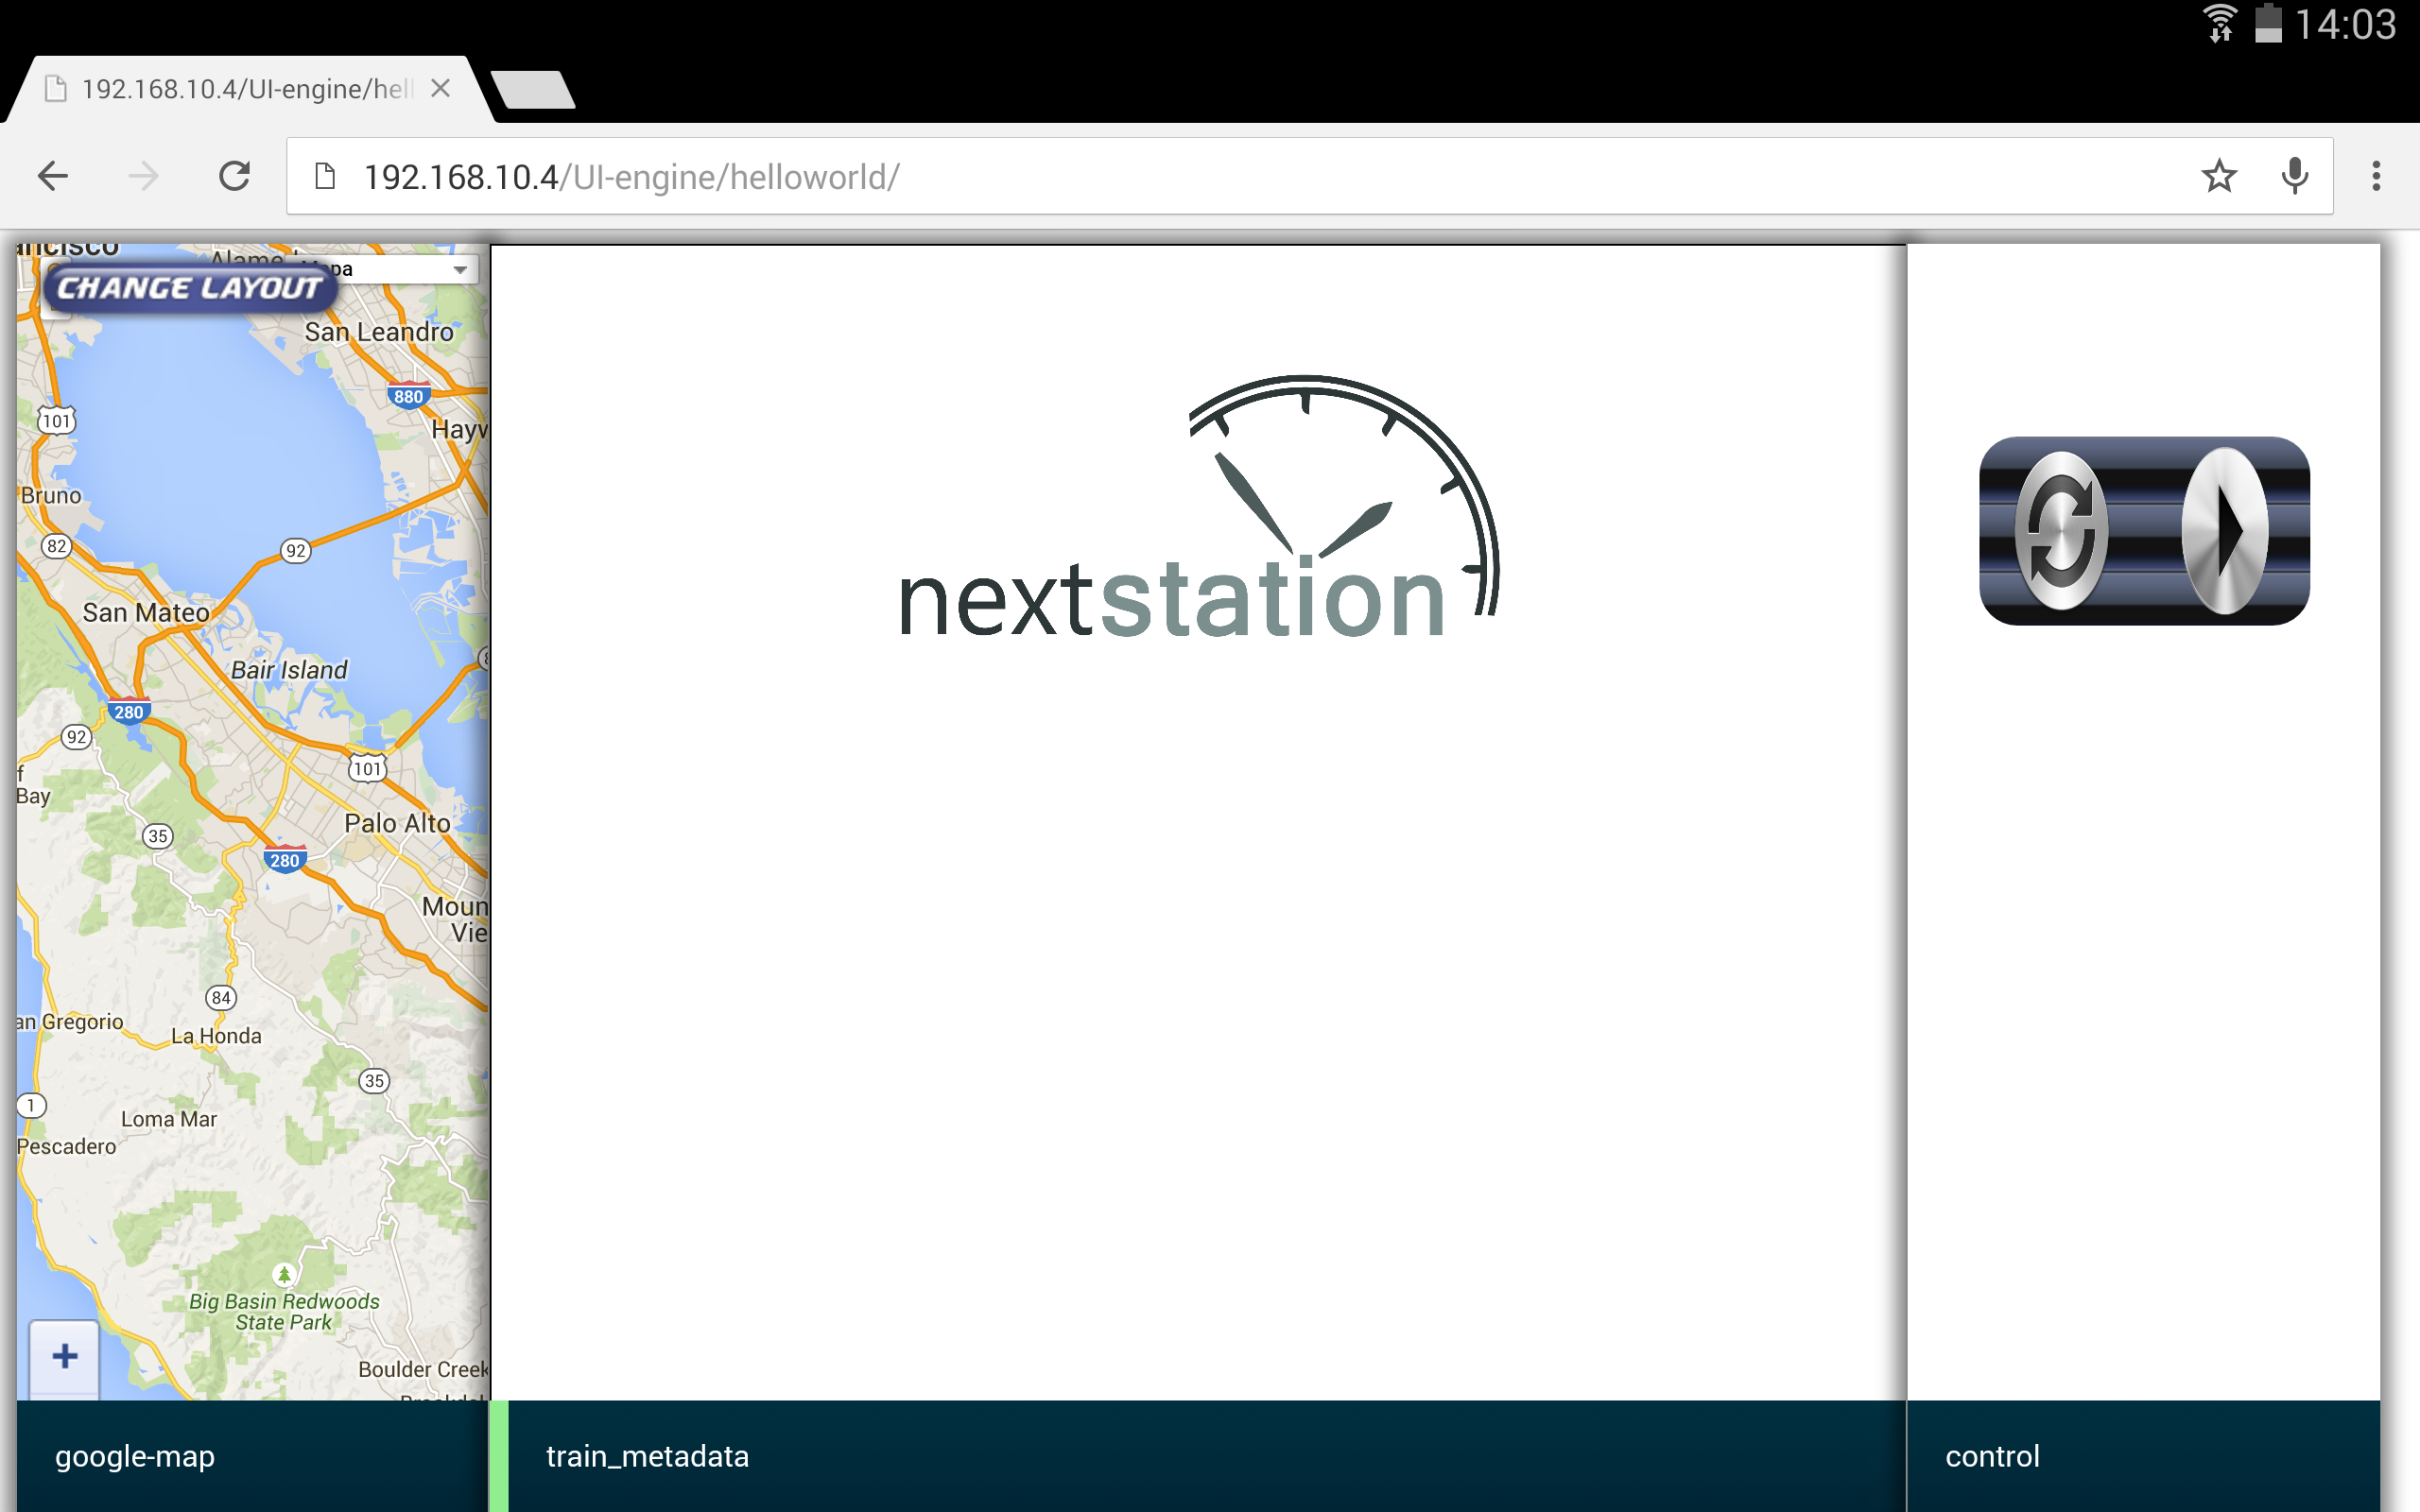 14:03
192.168.10.4/UI-engine/hell
192.168.10.4/UI-engine/helloworld/
ancisco
Alame
pa
CHANGE LAYOUT
San Leandro
880
101
Hayw
Bruno
82
92
San Mateo
Bair Island
280
92
101
f
Bay
35
Palo Alto
280
Moun
Vie
84
an Gregorio
La Honda
35
1
Loma Mar
Pescadero
Big Basin Redwoods
State Park
+
Boulder Creek
nextstation
google-map
train_metadata
control